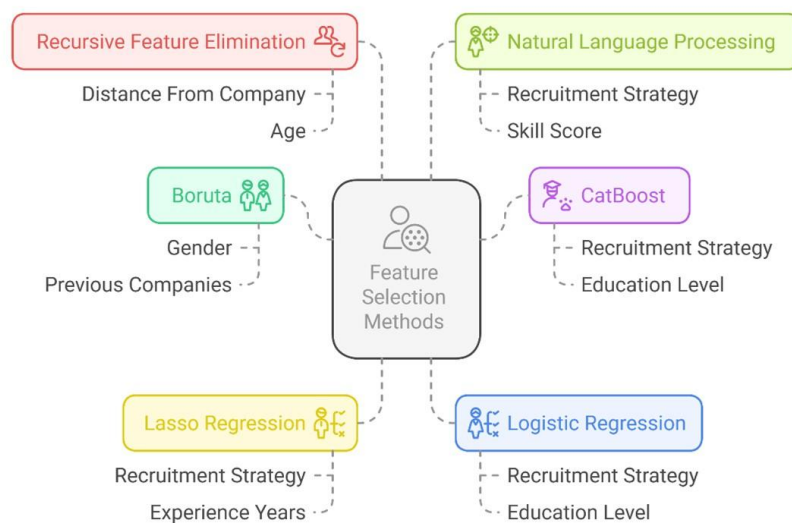 Recursive Feature Elimination
Distance From Company
Age
Natural Language Processing
Recruitment Strategy
Skill Score
Boruta
Gender
Previous Companies
CatBoost
Recruitment Strategy
Education Level
Feature
Selection
Methods
Lasso Regression
Recruitment Strategy
Experience Years
Logistic Regression
Recruitment Strategy
Education Level